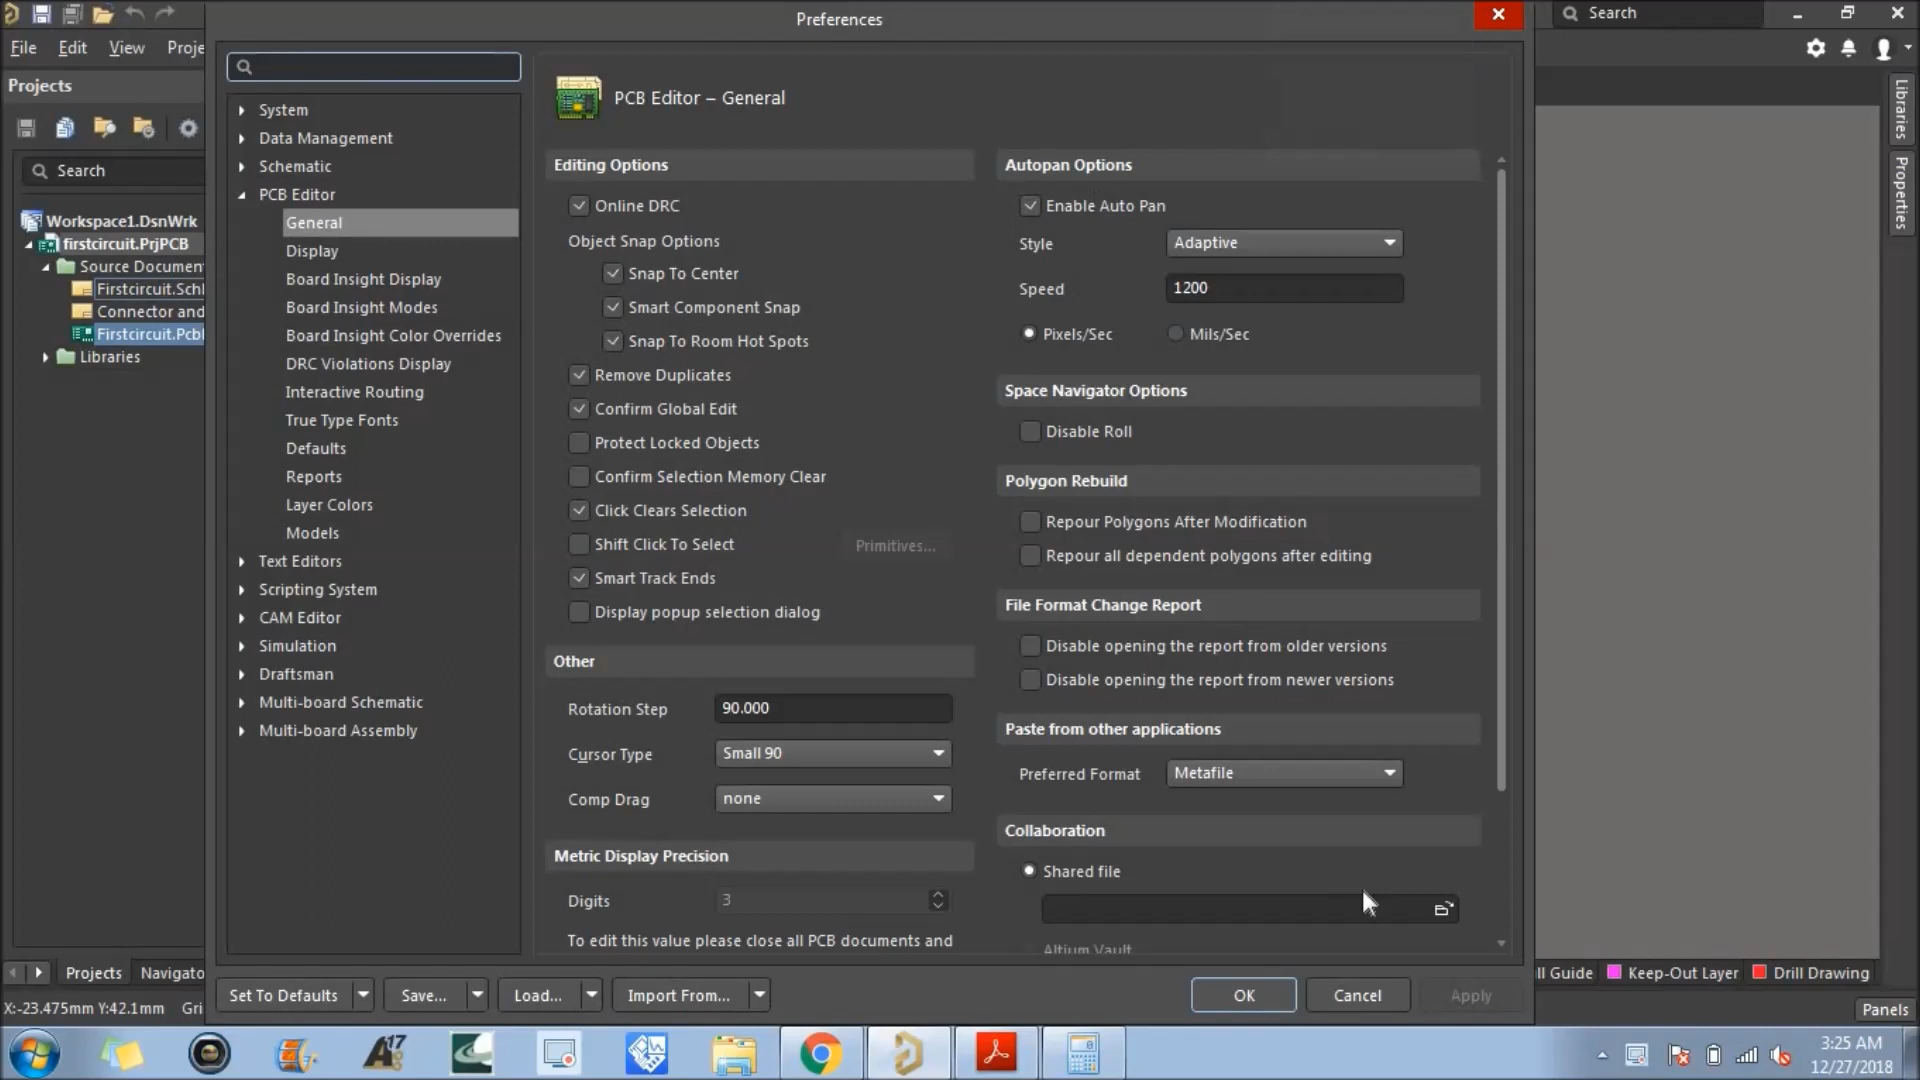 Preferences
Search
File Edit View Proje
Projects
Search
Workspace1.DsnWrk
firstcircuit.PrjPCB
Source Documen
Firstcircuit.Schl
Connector and
Firstcircuit.Pcbl
Libraries
System
Data Management
Schematic
PCB Editor
General
Display
Board Insight Display
Board Insight Modes
Board Insight Color Overrides
DRC Violations Display
Interactive Routing
True Type Fonts
Defaults
Reports
Layer Colors
Models
Text Editors
Scripting System
CAM Editor
Simulation
Draftsman
Multi-board Schematic
Multi-board Assembly
PCB Editor – General
Editing Options
Online DRC
Object Snap Options
Snap To Center
Smart Component Snap
Snap To Room Hot Spots
Remove Duplicates
Confirm Global Edit
Protect Locked Objects
Confirm Selection Memory Clear
Click Clears Selection
Shift Click To Select
Primitives...
Smart Track Ends
Display popup selection dialog
Other
Rotation Step 90.000
Cursor Type Small 90
Comp Drag none
Metric Display Precision
Digits 3
To edit this value please close all PCB documents and
Autopan Options
Enable Auto Pan
Style Adaptive
Speed 1200
Pixels/Sec Mils/Sec
Space Navigator Options
Disable Roll
Polygon Rebuild
Repour Polygons After Modification
Repour all dependent polygons after editing
File Format Change Report
Disable opening the report from older versions
Disable opening the report from newer versions
Paste from other applications
Preferred Format Metafile
Collaboration
Shared file
Altium Vault
Libraries
Properties
Projects Navigato
ll Guide Keep-Out Layer Drill Drawing
Set To Defaults Save... Load... Import From... OK Cancel Apply
X:-23.475mm Y:42.1mm Gri
Panels
A17
3:25 AM
12/27/2018